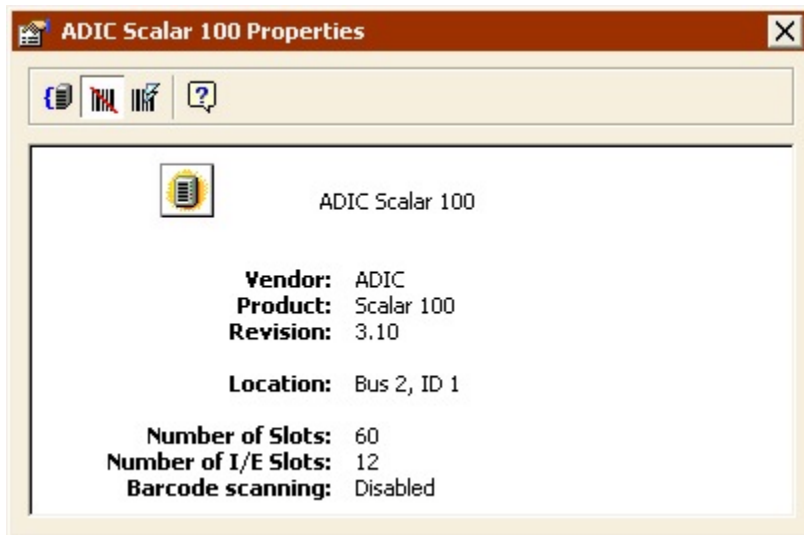 ADIC Scalar 100 Properties
ADIC Scalar 100
Vendor: ADIC
Product: Scalar 100
Revision: 3.10
Location: Bus 2, ID 1
Number of Slots: 60
Number of I/E Slots: 12
Barcode scanning: Disabled